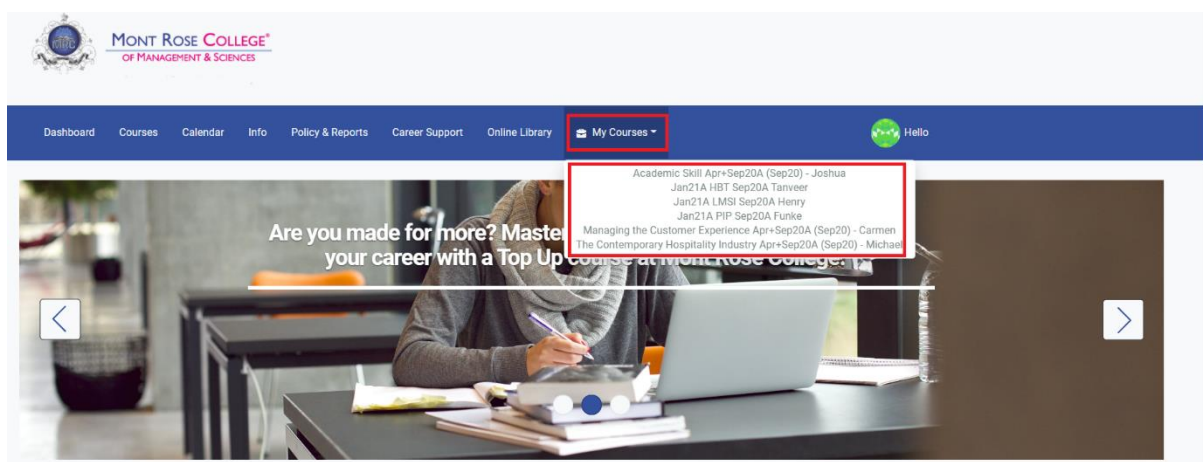 MRC
MONT ROSE COLLEGE®
OF MANAGEMENT & SCIENCES
Dashboard Courses Calendar Info Policy & Reports Career Support Online Library My Courses Hello
Academic Skill Apr+Sep20A (Sep20) - Joshua
Jan21A HBT Sep20A Tanveer
Jan21A LMSI Sep20A Henry
Jan21A PIP Sep20A Funke
Managing the Customer Experience Apr+Sep20A (Sep20) - Carmen
The Contemporary Hospitality Industry Apr+Sep20A (Sep20) - Michael
Are you made for more? Master
your career with a Top Up course at Mont Rose College!